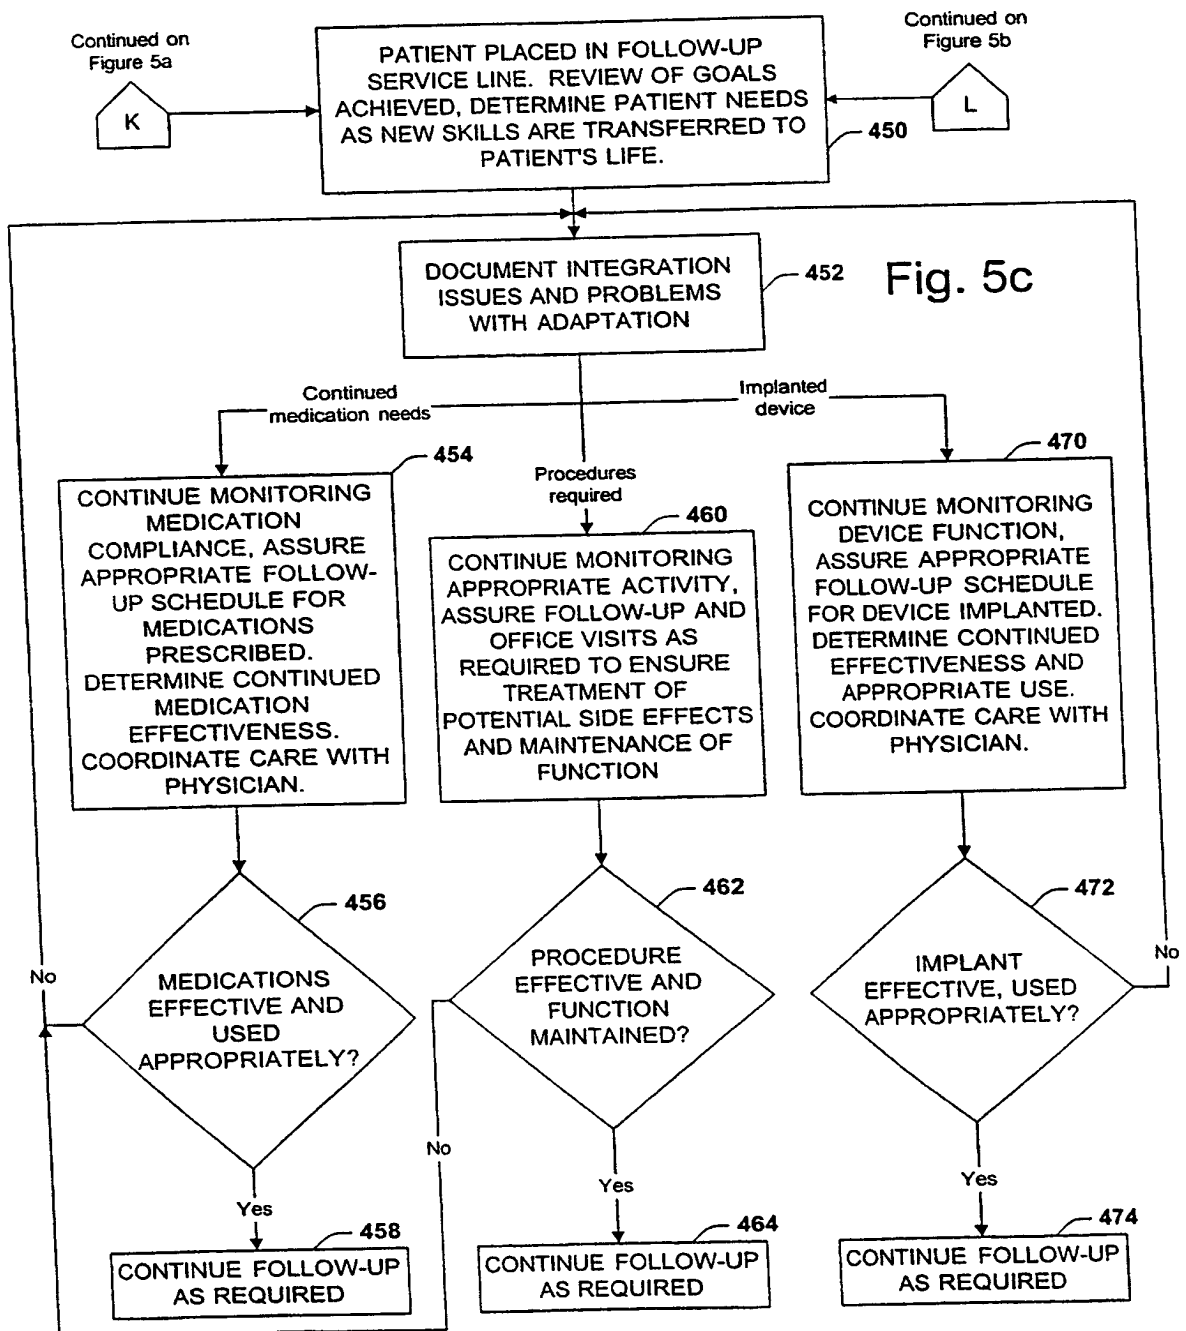 Continued on
Figure 5a
K
PATIENT PLACED IN FOLLOW-UP
SERVICE LINE. REVIEW OF GOALS
ACHIEVED, DETERMINE PATIENT NEEDS
AS NEW SKILLS ARE TRANSFERRED TO
PATIENT'S LIFE.
450
Continued on
Figure 5b
L
DOCUMENT INTEGRATION
ISSUES AND PROBLEMS
WITH ADAPTATION
452
Fig. 5c
Continued
medication needs
Implanted
device
Procedures
required
454
CONTINUE MONITORING
MEDICATION
COMPLIANCE, ASSURE
APPROPRIATE FOLLOW-
UP SCHEDULE FOR
MEDICATIONS
PRESCRIBED.
DETERMINE CONTINUED
MEDICATION
EFFECTIVENESS.
COORDINATE CARE WITH
PHYSICIAN.
460
CONTINUE MONITORING
APPROPRIATE ACTIVITY,
ASSURE FOLLOW-UP AND
OFFICE VISITS AS
REQUIRED TO ENSURE
TREATMENT OF
POTENTIAL SIDE EFFECTS
AND MAINTENANCE OF
FUNCTION
470
CONTINUE MONITORING
DEVICE FUNCTION,
ASSURE APPROPRIATE
FOLLOW-UP SCHEDULE
FOR DEVICE IMPLANTED.
DETERMINE CONTINUED
EFFECTIVENESS AND
APPROPRIATE USE.
COORDINATE CARE WITH
PHYSICIAN.
456
MEDICATIONS
EFFECTIVE AND
USED
APPROPRIATELY?
No
Yes
458
CONTINUE FOLLOW-UP
AS REQUIRED
462
PROCEDURE
EFFECTIVE AND
FUNCTION
MAINTAINED?
No
Yes
464
CONTINUE FOLLOW-UP
AS REQUIRED
472
IMPLANT
EFFECTIVE, USED
APPROPRIATELY?
No
Yes
474
CONTINUE FOLLOW-UP
AS REQUIRED